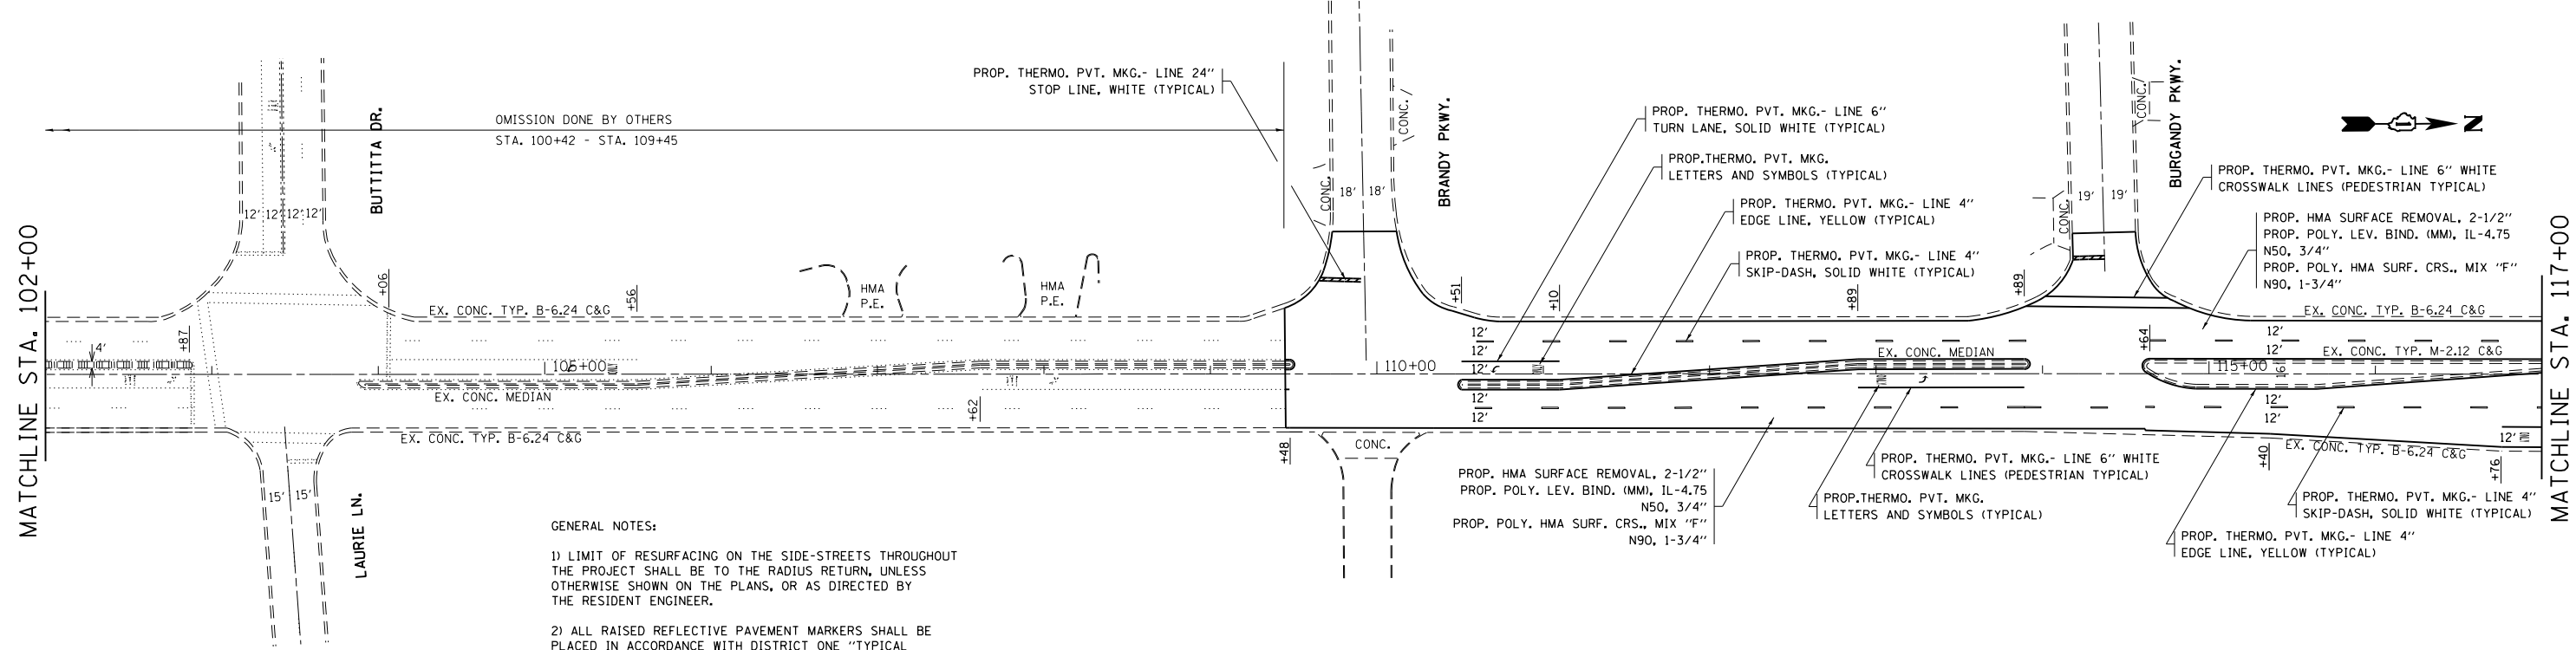 MATCHLINE STA. 102+00
BUTTITTA DR.
LAURIE LN.
BRANDY PKWY.
BURGANDY PKWY.
MATCHLINE STA. 117+00
N
OMISSION DONE BY OTHERS
STA. 100+42 - STA. 109+45
PROP. THERMO. PVT. MKG.- LINE 24"
STOP LINE, WHITE (TYPICAL)
PROP. THERMO. PVT. MKG.- LINE 6"
TURN LANE, SOLID WHITE (TYPICAL)
PROP.THERMO. PVT. MKG.
LETTERS AND SYMBOLS (TYPICAL)
PROP. THERMO. PVT. MKG.- LINE 4"
EDGE LINE, YELLOW (TYPICAL)
PROP. THERMO. PVT. MKG.- LINE 4"
SKIP-DASH, SOLID WHITE (TYPICAL)
PROP. THERMO. PVT. MKG.- LINE 6" WHITE
CROSSWALK LINES (PEDESTRIAN TYPICAL)
PROP. HMA SURFACE REMOVAL, 2-1/2"
PROP. POLY. LEV. BIND. (MM), IL-4.75
N50, 3/4"
PROP. POLY. HMA SURF. CRS., MIX "F"
N90, 1-3/4"
CONC.
CONC.
CONC.
CONC.
12' 12' 12' 12'
18' 18'
19' 19'
+87
4'
+06
+56
HMA
P.E.
HMA
P.E.
+51
+10
+89
+89
+64
EX. CONC. TYP. B-6.24 C&G
EX. CONC. TYP. B-6.24 C&G
12'
12'
12'
12'
12'
12'
12'
EX. CONC. MEDIAN
EX. CONC. TYP. M-2.12 C&G
105+00
110+00
115+00
16'
EX. CONC. MEDIAN
+62
12'
12'
12'
EX. CONC. TYP. B-6.24 C&G
EX. CONC. TYP. B-6.24 C&G
CONC.
+48
+40
+76
15' 15'
PROP. HMA SURFACE REMOVAL, 2-1/2"
PROP. POLY. LEV. BIND. (MM), IL-4.75
N50, 3/4"
PROP. POLY. HMA SURF. CRS., MIX "F"
N90, 1-3/4"
PROP. THERMO. PVT. MKG.- LINE 6" WHITE
CROSSWALK LINES (PEDESTRIAN TYPICAL)
PROP.THERMO. PVT. MKG.
LETTERS AND SYMBOLS (TYPICAL)
PROP. THERMO. PVT. MKG.- LINE 4"
SKIP-DASH, SOLID WHITE (TYPICAL)
PROP. THERMO. PVT. MKG.- LINE 4"
EDGE LINE, YELLOW (TYPICAL)
GENERAL NOTES:
1) LIMIT OF RESURFACING ON THE SIDE-STREETS THROUGHOUT
THE PROJECT SHALL BE TO THE RADIUS RETURN, UNLESS
OTHERWISE SHOWN ON THE PLANS, OR AS DIRECTED BY
THE RESIDENT ENGINEER.
2) ALL RAISED REFLECTIVE PAVEMENT MARKERS SHALL BE
PLACED IN ACCORDANCE WITH DISTRICT ONE "TYPICAL